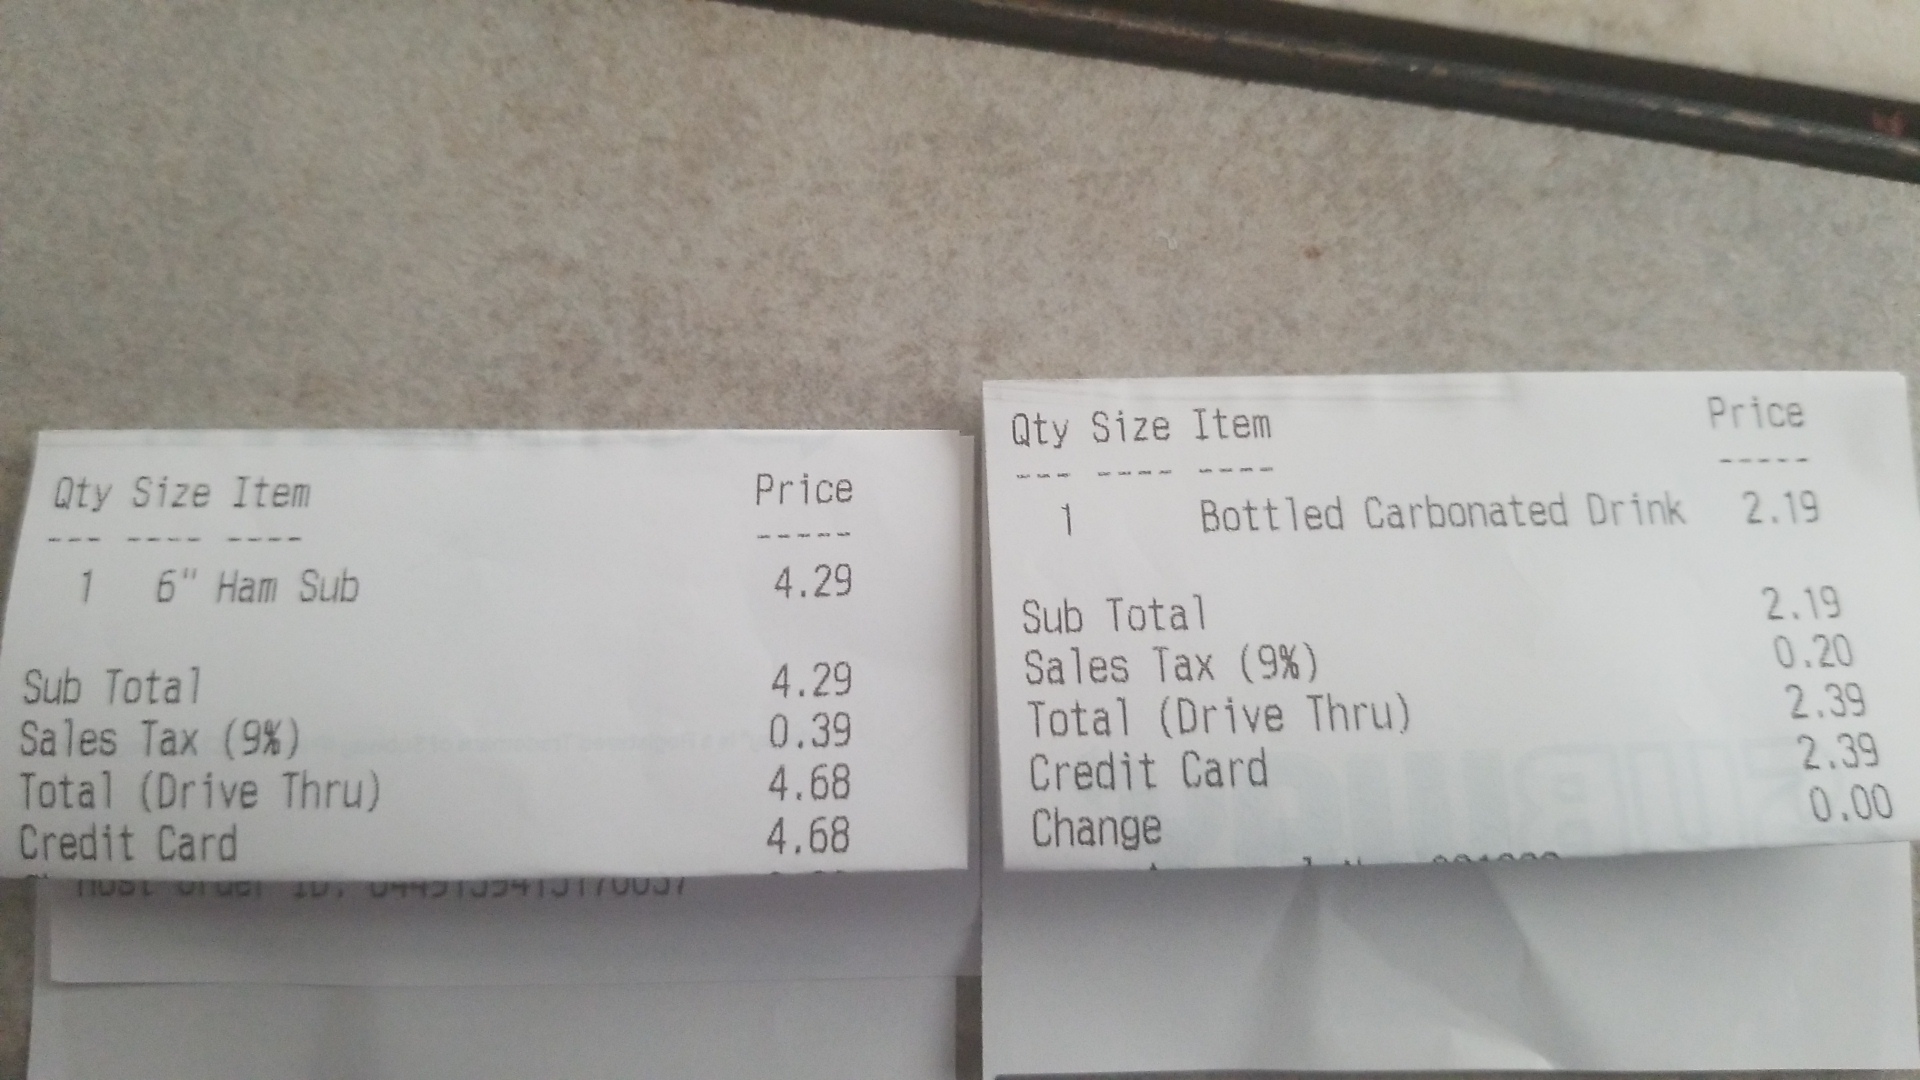 Qty Size Item Price
--- ---- ---- -----
1 6" Ham Sub 4.29
Sub Total 4.29
Sales Tax (9%) 0.39
Total (Drive Thru) 4.68
Credit Card 4.68
Qty Size Item Price
--- ---- ---- -----
1 Bottled Carbonated Drink 2.19
Sub Total 2.19
Sales Tax (9%) 0.20
Total (Drive Thru) 2.39
Credit Card 2.39
Change 0.00